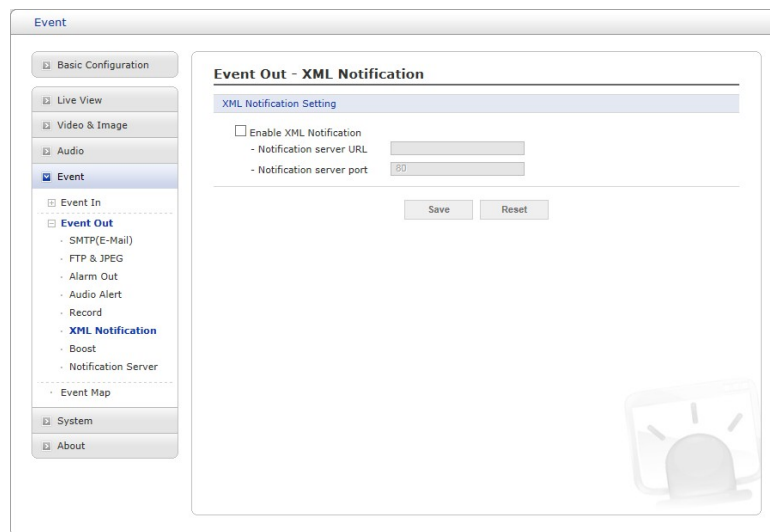 Event
Basic Configuration
Live View
Video & Image
Audio
Event
Event In
Event Out
SMTP(E-Mail)
FTP & JPEG
Alarm Out
Audio Alert
Record
XML Notification
Boost
Notification Server
Event Map
System
About
Event Out - XML Notification
XML Notification Setting
Enable XML Notification
- Notification server URL
- Notification server port 80
Save Reset